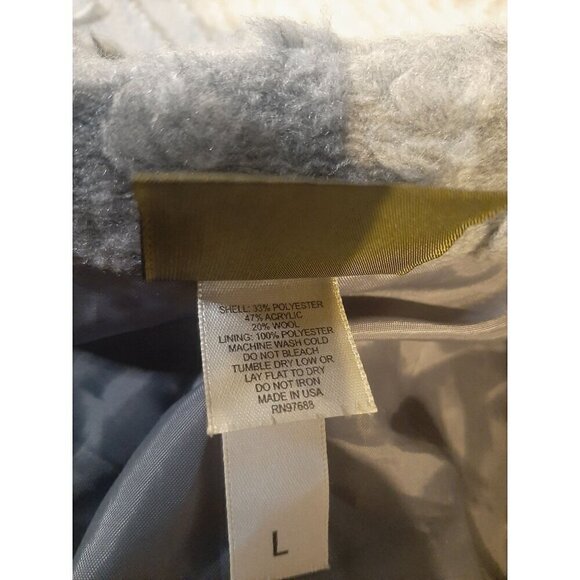 SHELL: 33% POLYESTER
47% ACRYLIC
20% WOOL
LINING: 100% POLYESTER
MACHINE WASH COLD
DO NOT BLEACH
TUMBLE DRY LOW OR
LAY FLAT TO DRY
DO NOT IRON
MADE IN USA
RN97688
L